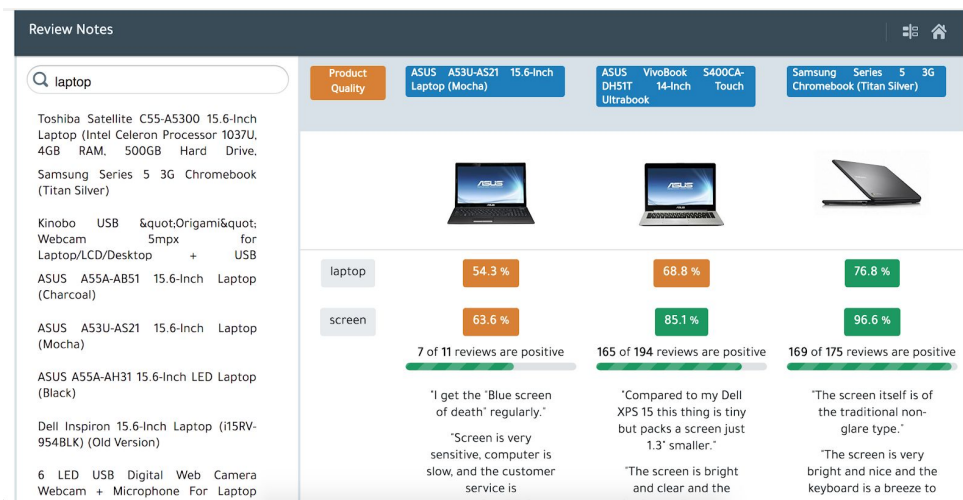 Review Notes
laptop
Toshiba Satellite C55-A5300 15.6-Inch
Laptop (Intel Celeron Processor 1037U,
4GB RAM, 500GB Hard Drive,
Samsung Series 5 3G Chromebook
(Titan Silver)
Kinobo USB &quot;Origami&quot;
Webcam 5mpx for
Laptop/LCD/Desktop + USB
ASUS A55A-AB51 15.6-Inch Laptop
(Charcoal)
ASUS A53U-AS21 15.6-Inch Laptop
(Mocha)
ASUS A55A-AH31 15.6-Inch LED Laptop
(Black)
Dell Inspiron 15.6-Inch Laptop (i15RV-
954BLK) (Old Version)
6 LED USB Digital Web Camera
Webcam + Microphone For Laptop
Product
Quality
ASUS A53U-AS21 15.6-Inch
Laptop (Mocha)
ASUS VivoBook S400CA-
DH51T 14-Inch Touch
Ultrabook
Samsung Series 5 3G
Chromebook (Titan Silver)
ASUS
ASUS
laptop
54.3 %
68.8 %
76.8 %
screen
63.6 %
85.1 %
96.6 %
7 of 11 reviews are positive
165 of 194 reviews are positive
169 of 175 reviews are positive
"I get the "Blue screen
of death" regularly."
"Screen is very
sensitive, computer is
slow, and the customer
service is
"Compared to my Dell
XPS 15 this thing is tiny
but packs a screen just
1.3" smaller."
"The screen is bright
and clear and the
"The screen itself is of
the traditional non-
glare type."
"The screen is very
bright and nice and the
keyboard is a breeze to